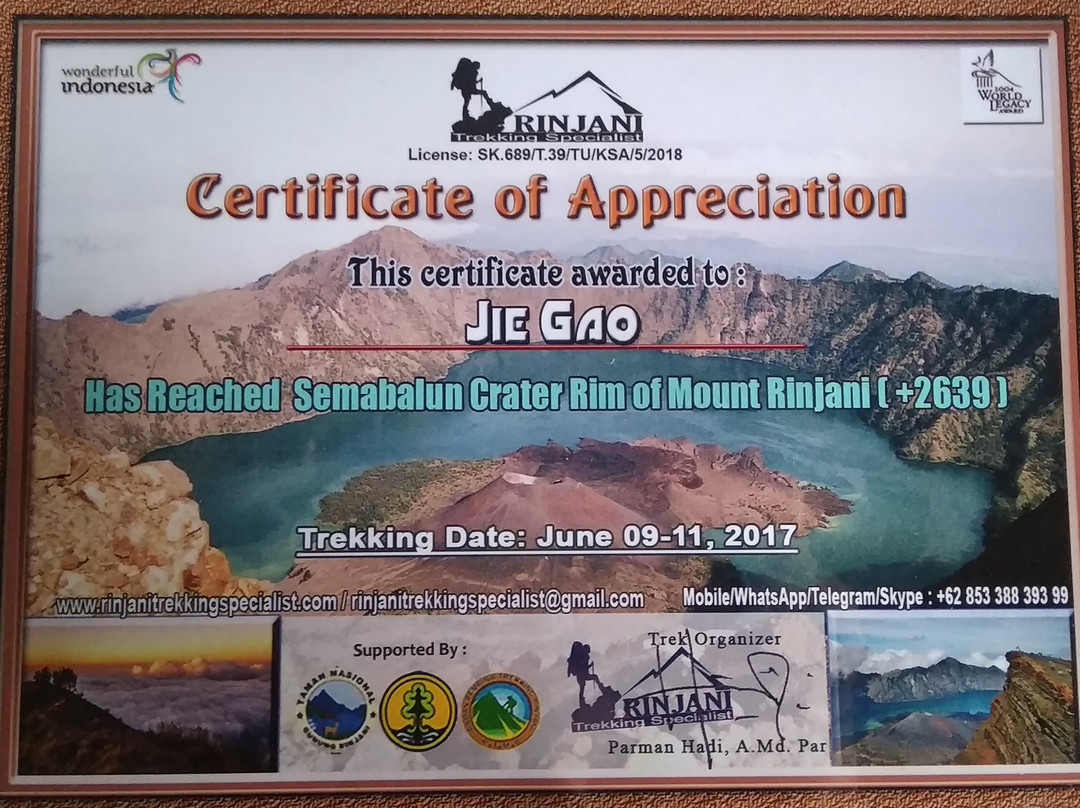 wonderful
indonesia
RINJANI
Trekking Specialist
2004
WORLD
LEGACY
AWARD
License: SK.689/T.39/TU/KSA/5/2018
Certificate of Appreciation
This certificate awarded to :
JIE GAO
Has Reached Semabalun Crater Rim of Mount Rinjani ( +2639 )
Trekking Date: June 09-11, 2017
www.rinjanitrekkingspecialist.com / rinjanitrekkingspecialist@gmail.com
Mobile/WhatsApp/Telegram/Skype : +62 853 388 393 99
Supported By :
TAMAN NASIONAL
GUNUNG RINJANI
Trek Organizer
RINJANI
Trekking Specialist
Parman Hadi, A.Md. Par